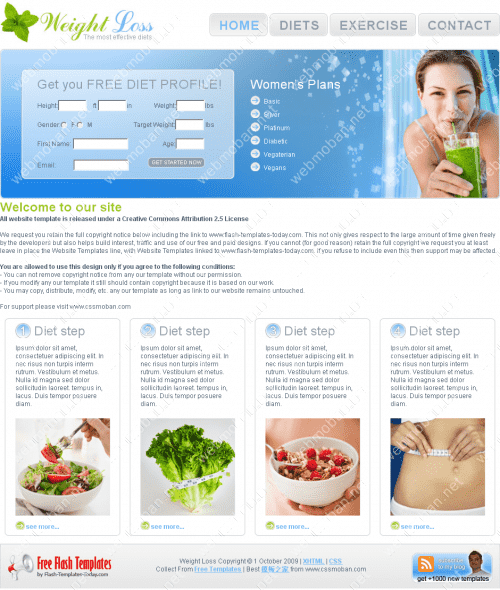 Weight Loss
The most effective diets
HOME DIETS EXERCISE CONTACT
Get you FREE DIET PROFILE!
Height: ft in Weight: lbs
Gender: F M Target Weight: lbs
First Name: Age:
Email: GET STARTED NOW
Women's Plans
Basic
Silver
Platinum
Diabetic
Vegaterian
Vegans
Welcome to our site
All website template is released under a Creative Commons Attribution 2.5 License
We request you retain the full copyright notice below including the link to www.flash-templates-today.com. This not only gives respect to the large amount of time given freely
by the developers but also helps build interest, traffic and use of our free and paid designs. If you cannot (for good reason) retain the full copyright we request you at least
leave in place the Website Templates line, with Website Templates linked to www.flash-templates-today.com. If you refuse to include even this then support may be affected.
You are allowed to use this design only if you agree to the following conditions:
- You can not remove copyright notice from any our template without our permission.
- If you modify any our template it still should contain copyright because it is based on our work.
- You may copy, distribute, modify, etc. any our template as long as link to our website remains untouched.
For support please visit www.cssmoban.com
1 Diet step
Ipsum dolor sit amet,
consectetuer adipiscing elit. In
nec risus non turpis interm
rutrum. Vestibulum et metus.
Nulla id magna sed dolor
sollicitudin laoreet. tempus in,
lacus. Duis tempor posuere
diam.
see more...
2 Diet step
Ipsum dolor sit amet,
consectetuer adipiscing elit. In
nec risus non turpis interm
rutrum. Vestibulum et metus.
Nulla id magna sed dolor
sollicitudin laoreet. tempus in,
lacus. Duis tempor posuere
diam.
see more...
3 Diet step
Ipsum dolor sit amet,
consectetuer adipiscing elit. In
nec risus non turpis interm
rutrum. Vestibulum et metus.
Nulla id magna sed dolor
sollicitudin laoreet. tempus in,
lacus. Duis tempor posuere
diam.
see more...
4 Diet step
Ipsum dolor sit amet,
consectetuer adipiscing elit. In
nec risus non turpis interm
rutrum. Vestibulum et metus.
Nulla id magna sed dolor
sollicitudin laoreet. tempus in,
lacus. Duis tempor posuere
diam.
see more...
Free Flash Templates
by Flash-Templates-Today.com
Weight Loss Copyright © 1 October 2009 | XHTML | CSS
Collect From Free Templates | Best 模板之家 from www.cssmoban.com
Subscribe
to my blog
get +1000 new templates
webmoban.net